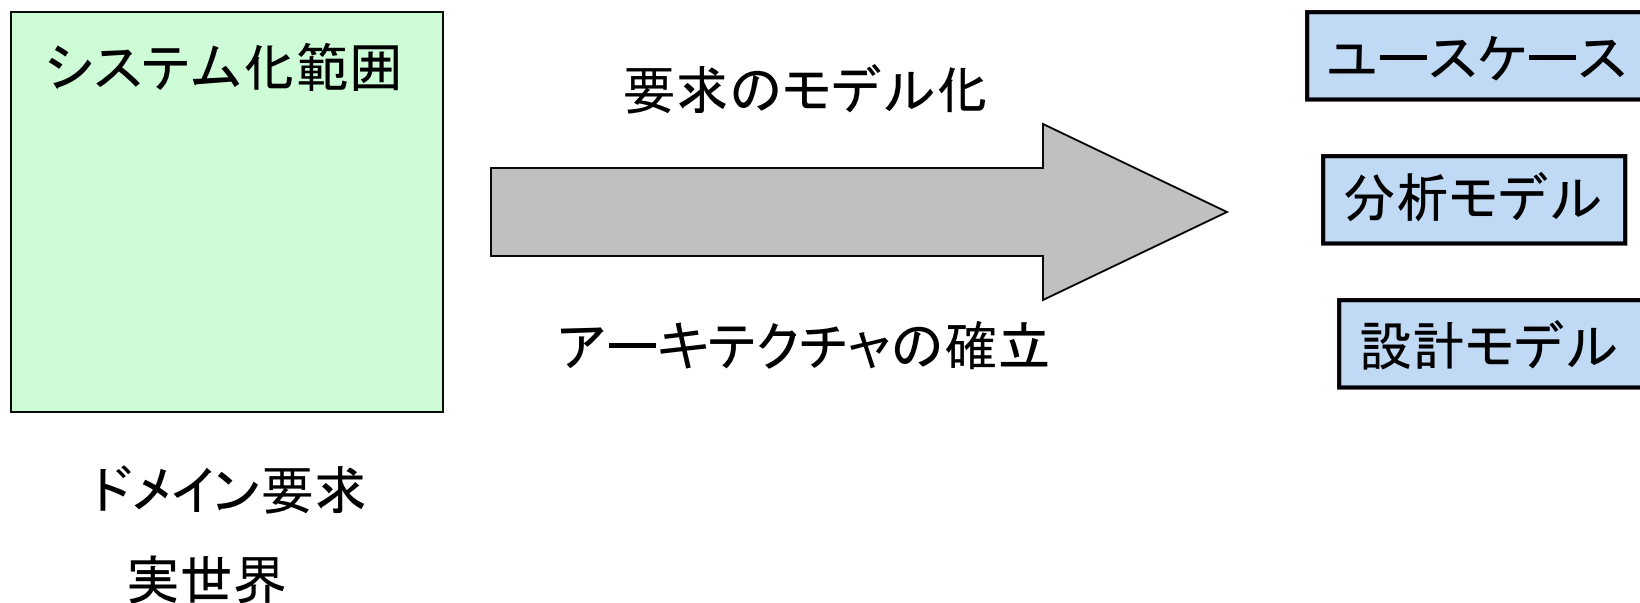 システム化範囲
要求のモデル化
アーキテクチャの確立
ドメイン要求
実世界
ユースケース
分析モデル
設計モデル